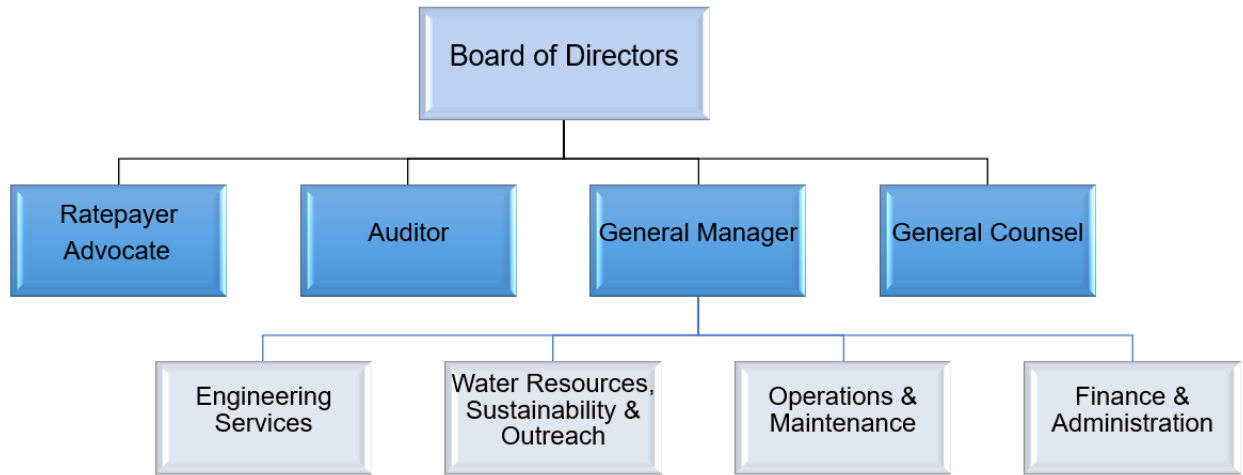 Board of Directors
Ratepayer
Advocate
Auditor
General Manager
General Counsel
Engineering
Services
Water Resources,
Sustainability &
Outreach
Operations &
Maintenance
Finance &
Administration